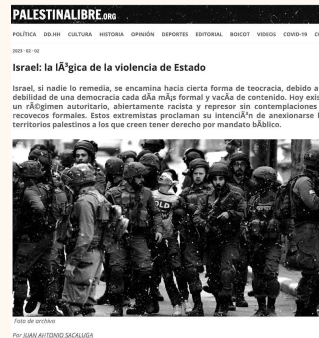 PALESTINALIBRE.ORG
POLÍTICA DD.HH CULTURA HISTORIA OPINIÓN DEPORTES EDITORIAL BOICOT VIDEOS COVID-19
2023 - 02 - 02
Israel: la lÃ³gica de la violencia de Estado
Israel, si nadie lo remedia, se encamina hacia cierta forma de teocracia, debido a
debilidad de una democracia cada dÃa mÃ¡s formal y vacÃa de contenido. Hoy exis
un rÃ©gimen autoritario, abiertamente racista y represor sin contemplaciones
recovecos formales. Estos extremistas proclaman su intenciÃ³n de anexionarse l
territorios palestinos a los que creen tener derecho por mandato bÃblico.
Foto de archivo
Por JUAN ANTONIO SACALUGA